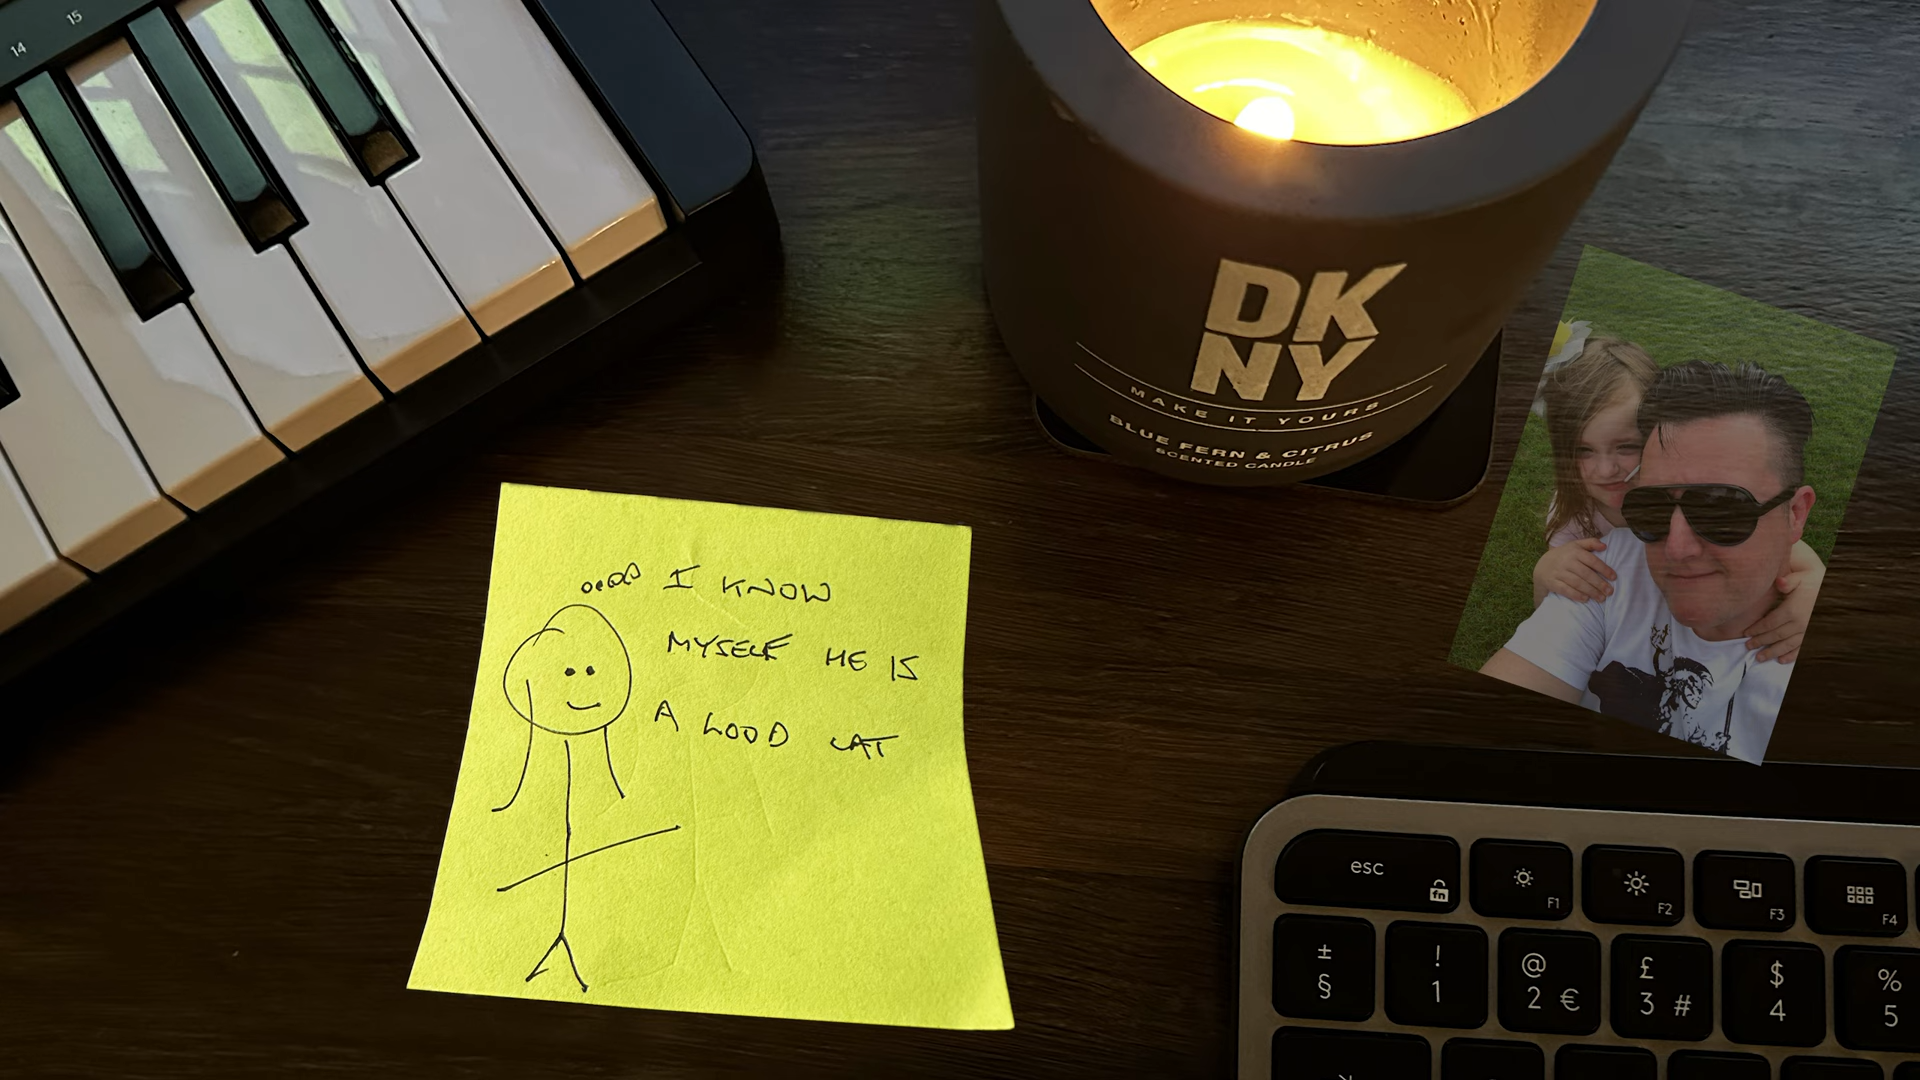 14
15
DK
NY
MAKE IT YOURS
BLUE FERN & CITRUS
SCENTED CANDLE
I KNOW
MYSELF HE IS
A GOOD CAT
esc
fn
F1
F2
F3
F4
± §
! 1
@ 2 €
£ 3 #
$ 4
% 5